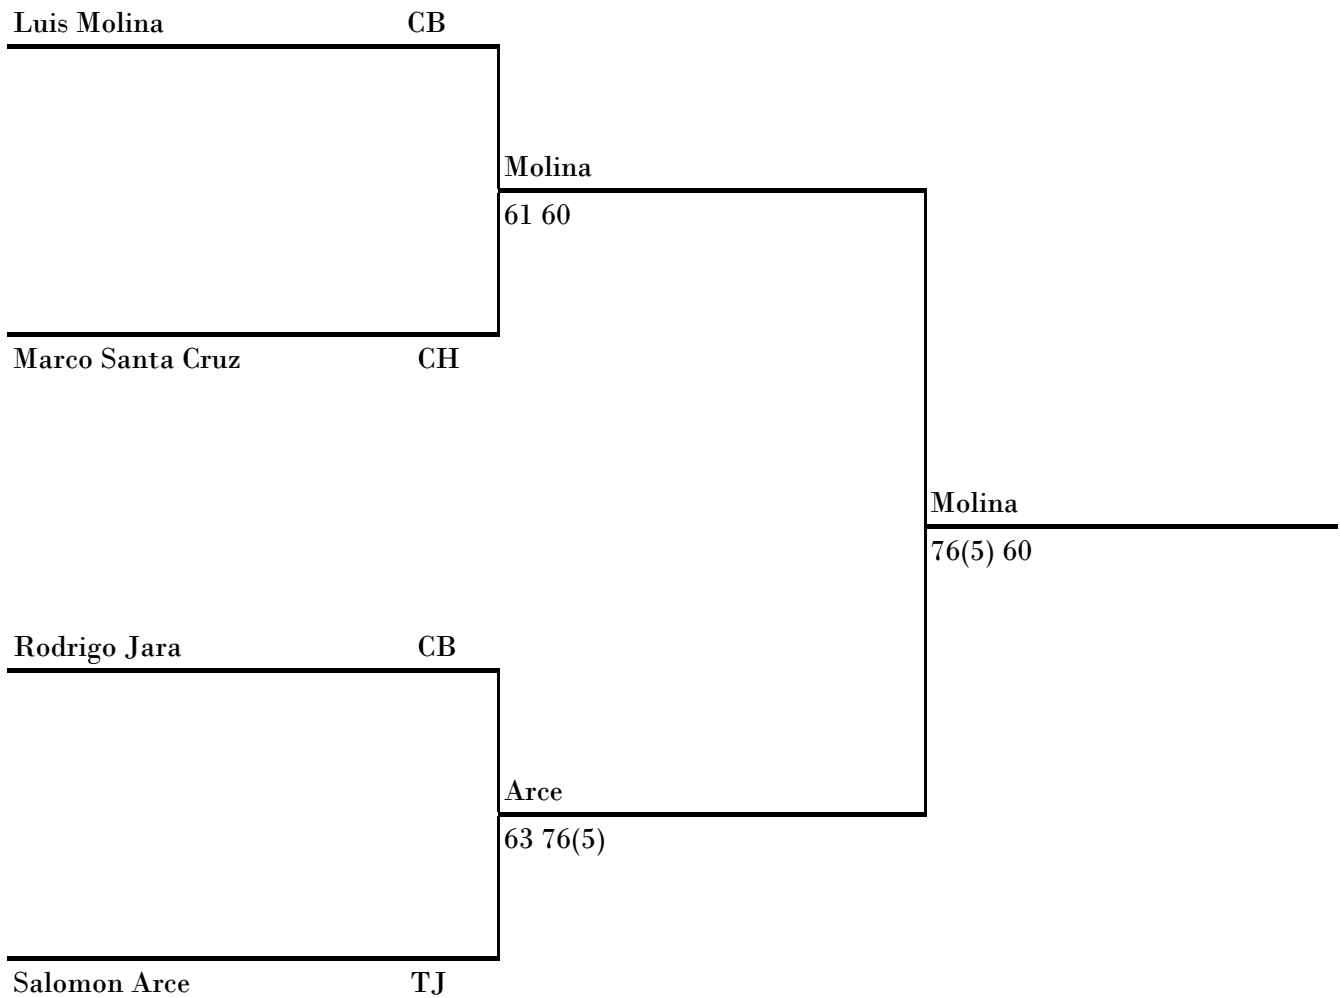 Luis Molina CB
Molina
61 60
Marco Santa Cruz CH
Molina
76(5) 60
Rodrigo Jara CB
Arce
63 76(5)
Salomon Arce TJ